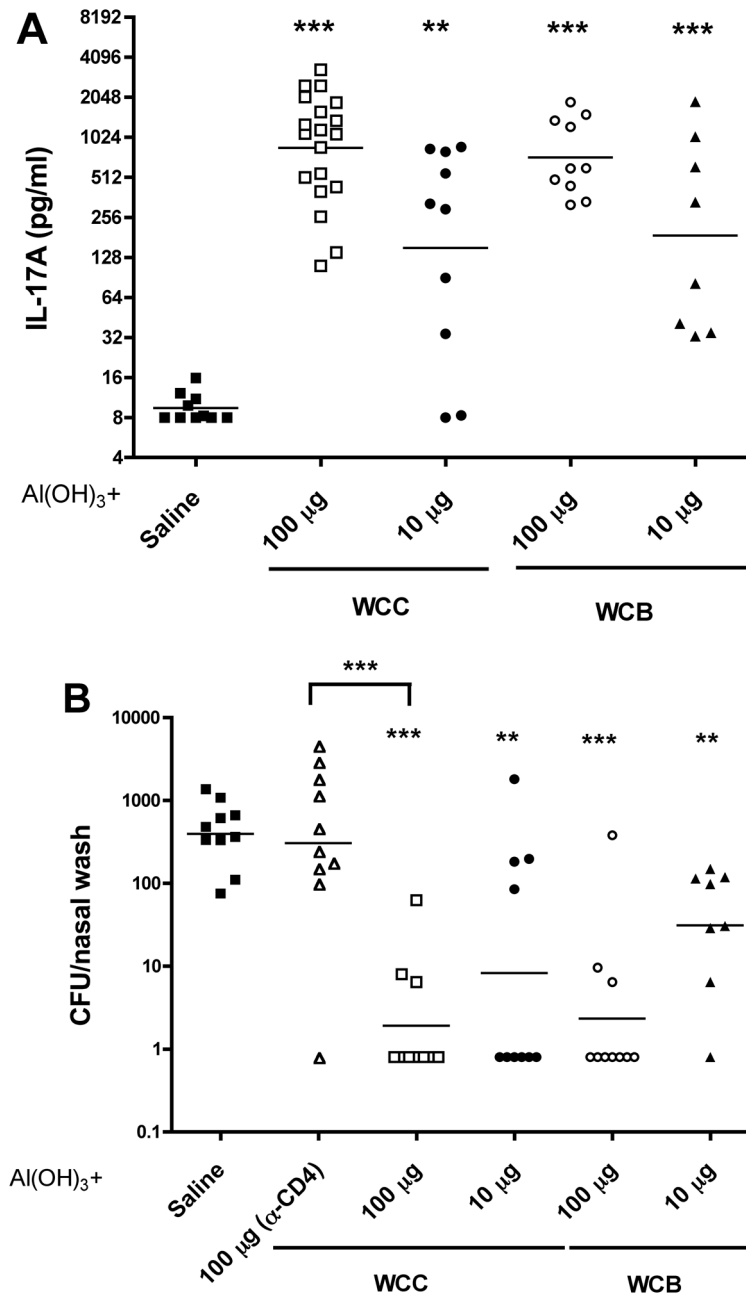 A
IL-17A (pg/ml)
8192
4096
2048
1024
512
256
128
64
32
16
8
4
*** ** *** ***
Al(OH)₃+
Saline 100 μg 10 μg 100 μg 10 μg
WCC WCB
B
CFU/nasal wash
10000
1000
100
10
1
0.1
***
*** ** *** **
Al(OH)₃+
Saline 100 μg (α-CD4) 100 μg 10 μg 100 μg 10 μg
WCC WCB